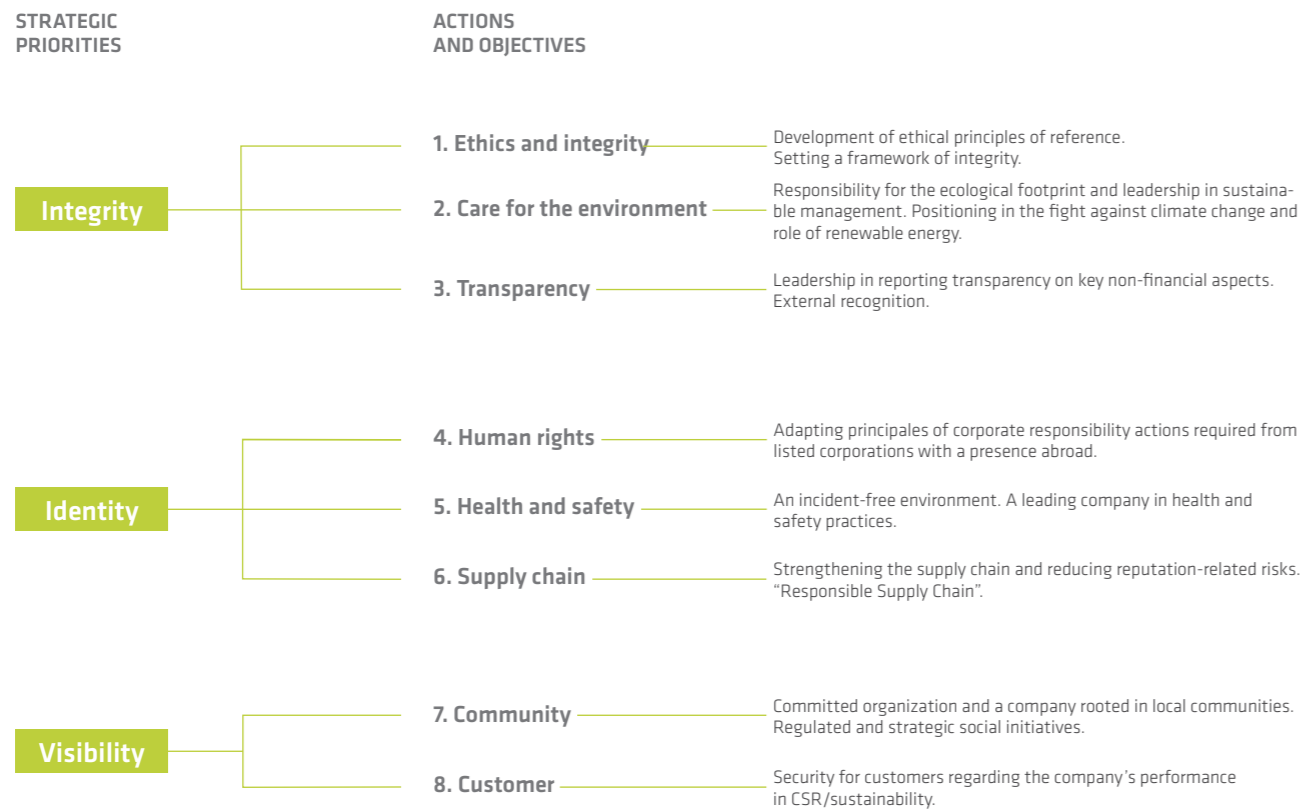 STRATEGIC
PRIORITIES
ACTIONS
AND OBJECTIVES
Integrity
1. Ethics and integrity
Development of ethical principles of reference.
Setting a framework of integrity.
2. Care for the environment
Responsibility for the ecological footprint and leadership in sustaina-
ble management. Positioning in the fight against climate change and
role of renewable energy.
3. Transparency
Leadership in reporting transparency on key non-financial aspects.
External recognition.
Identity
4. Human rights
Adapting principales of corporate responsibility actions required from
listed corporations with a presence abroad.
5. Health and safety
An incident-free environment. A leading company in health and
safety practices.
6. Supply chain
Strengthening the supply chain and reducing reputation-related risks.
“Responsible Supply Chain”.
Visibility
7. Community
Committed organization and a company rooted in local communities.
Regulated and strategic social initiatives.
8. Customer
Security for customers regarding the company’s performance
in CSR/sustainability.